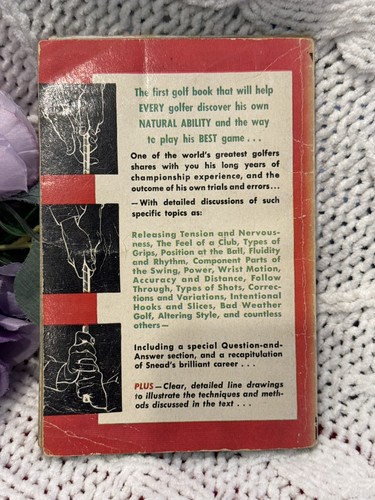 The first golf book that will help
EVERY golfer discover his own
NATURAL ABILITY and the way
to play his BEST game . . .
One of the world's greatest golfers
shares with you his long years of
championship experience, and the
outcome of his own trials and errors...
—With detailed discussions of such
specific topics as:
Releasing Tension and Nervous-
ness, The Feel of a Club, Types of
Grips, Position at the Ball, Fluidity
and Rhythm, Component Parts of
the Swing, Power, Wrist Motion,
Accuracy and Distance, Follow
Through, Types of Shots, Correc-
tions and Variations, Intentional
Hooks and Slices, Bad Weather
Golf, Altering Style, and countless
others—
Including a special Question-and-
Answer section, and a recapitulation
of Snead's brilliant career . . .
PLUS—Clear, detailed line drawings
to illustrate the techniques and meth-
ods discussed in the text . . .